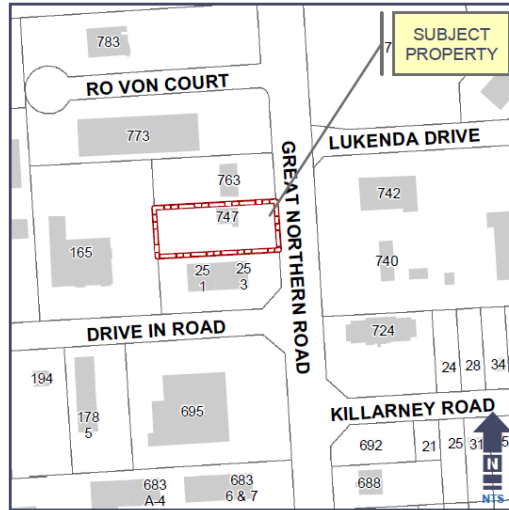 783
7
SUBJECT
PROPERTY
RO VON COURT
773
LUKENDA DRIVE
GREAT NORTHERN ROAD
763
742
747
165
25
1
25
3
740
DRIVE IN ROAD
724
194
178
5
695
24
28
34
KILLARNEY ROAD
692
21
25
31
683
A-4
683
6 & 7
688
N
NTS